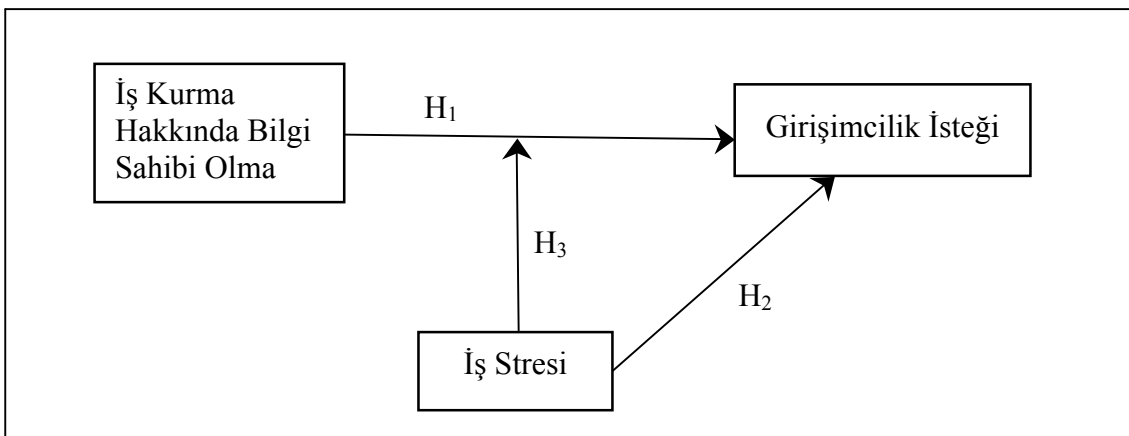 İş Kurma
Hakkında Bilgi
Sahibi Olma
H₁
Girişimcilik İsteği
H₃
H₂
İş Stresi